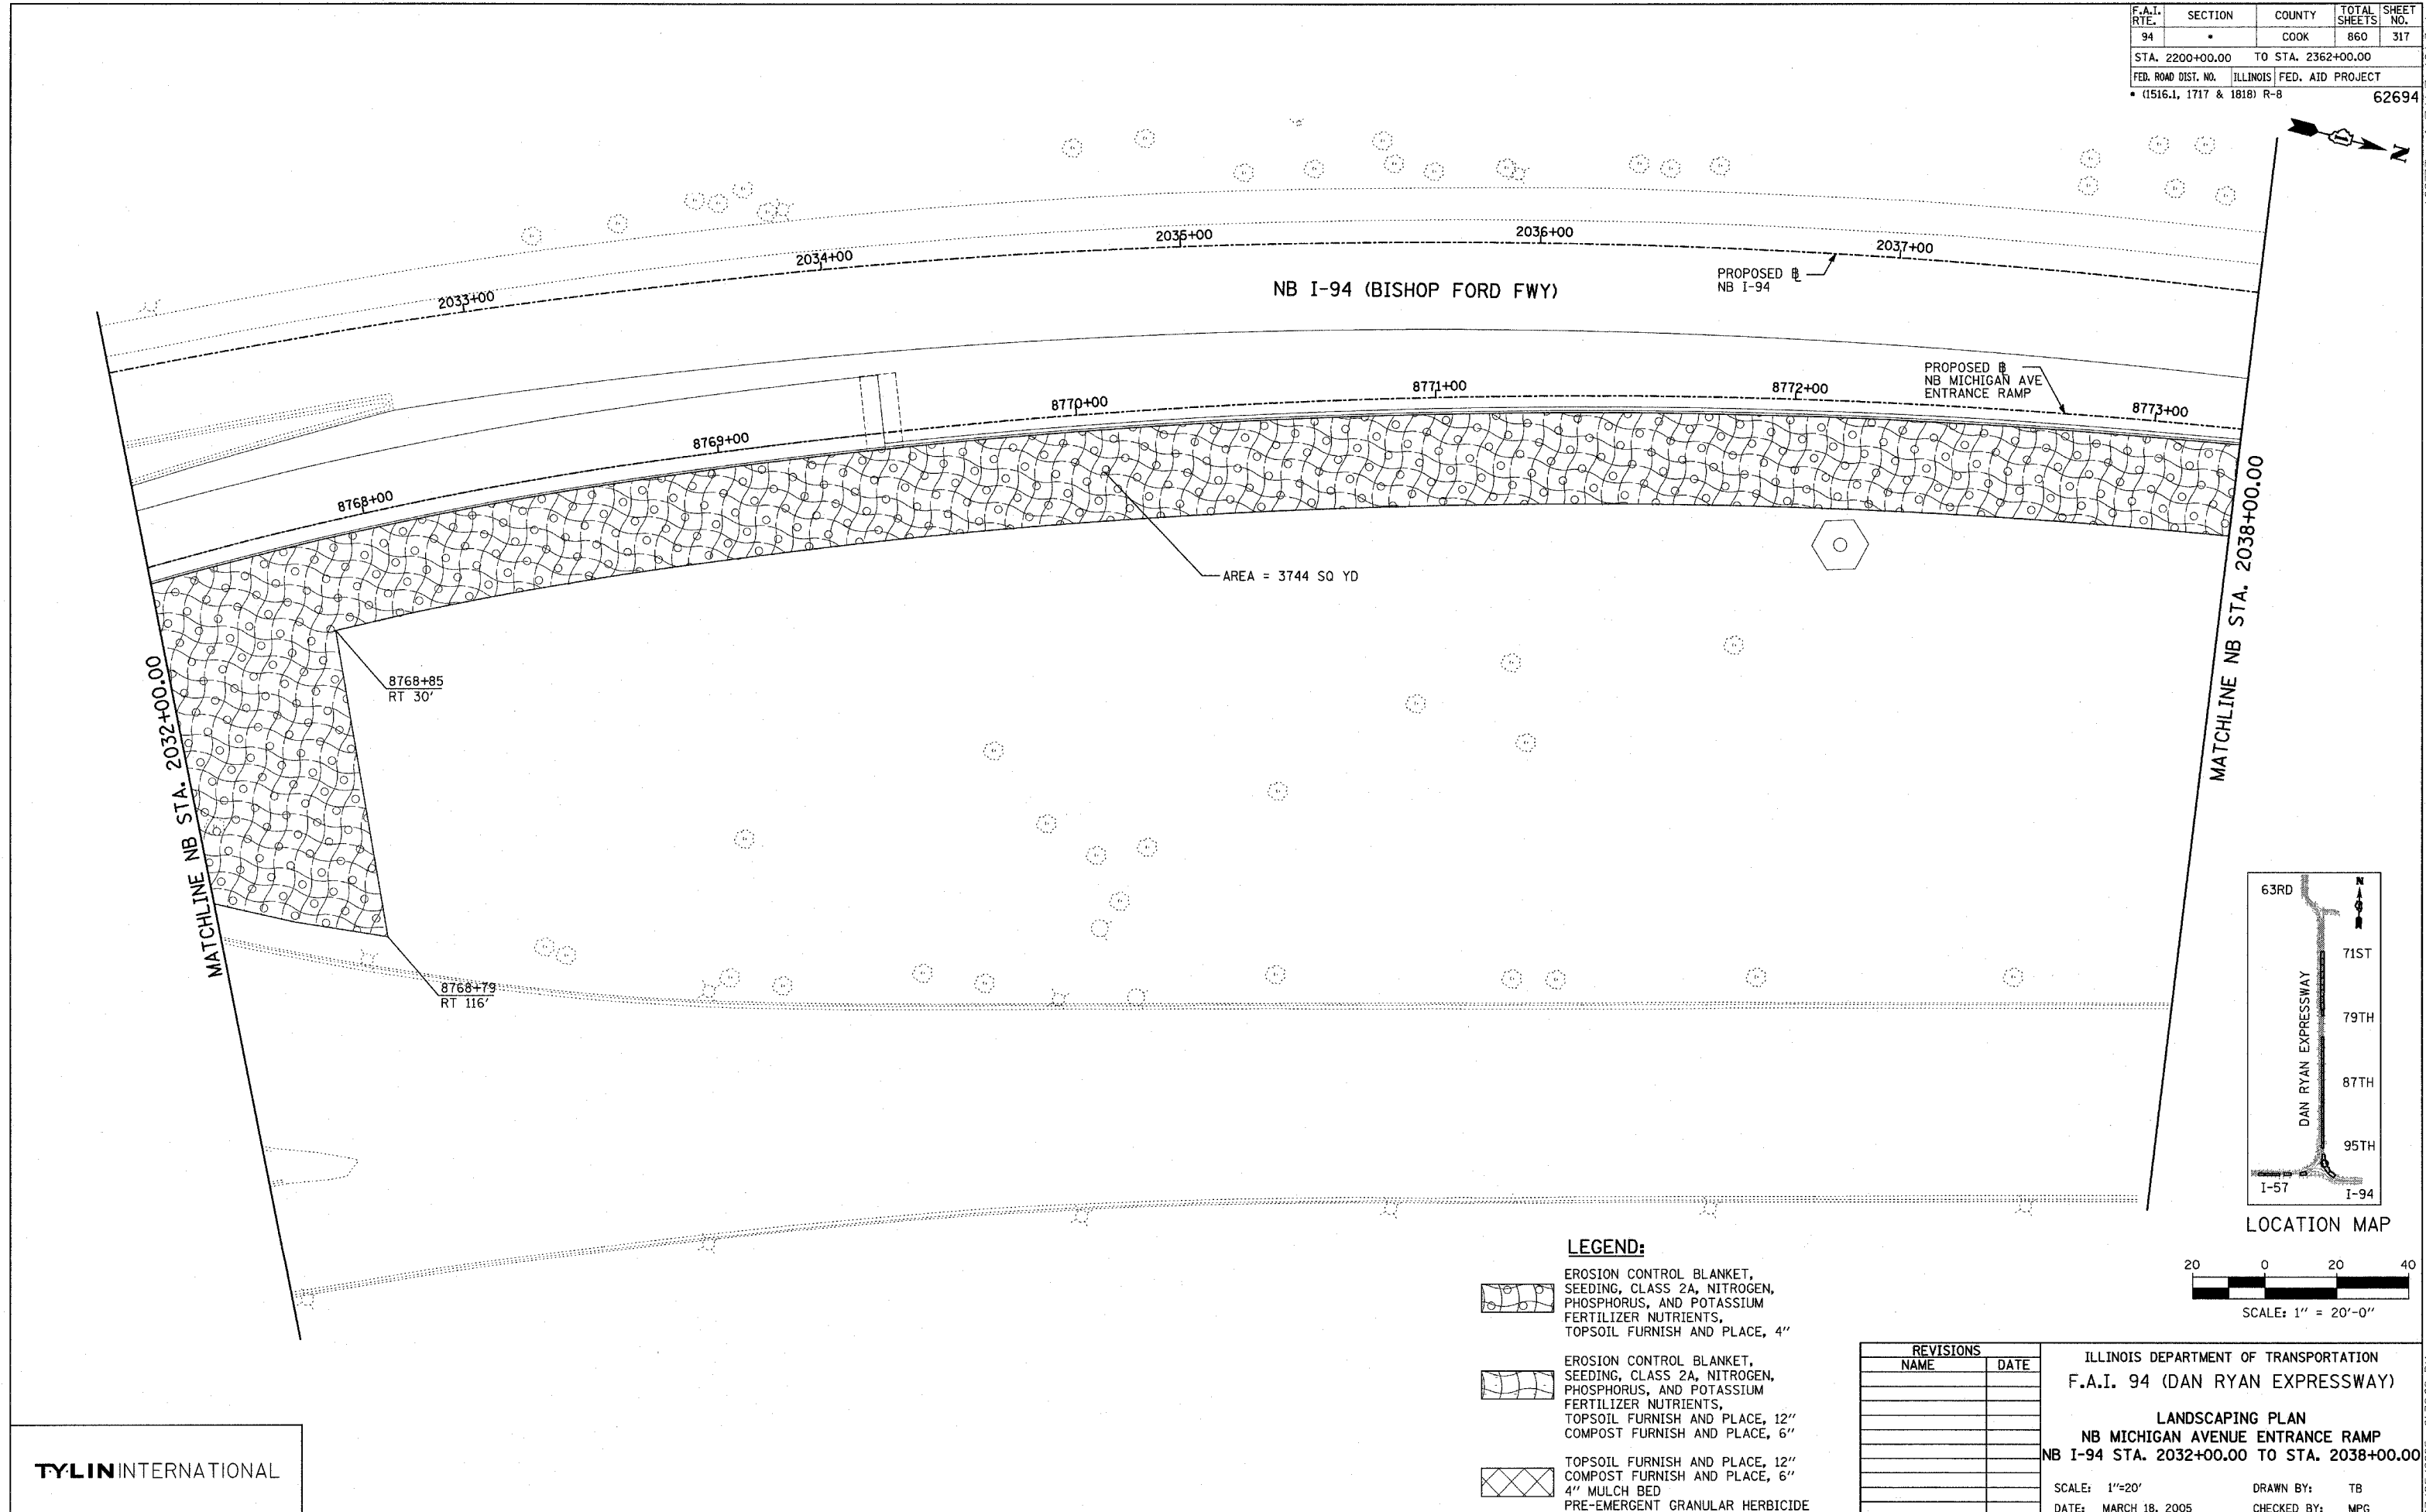 F.A.I. RTE. SECTION COUNTY TOTAL SHEETS SHEET NO.
94 * COOK 860 317
STA. 2200+00.00 TO STA. 2362+00.00
FED. ROAD DIST. NO. ILLINOIS FED. AID PROJECT
* (1516.1, 1717 & 1818) R-8
62694
N
2033+00
2034+00
2035+00
2036+00
2037+00
NB I-94 (BISHOP FORD FWY)
PROPOSED ℄
NB I-94
PROPOSED ℄
NB MICHIGAN AVE
ENTRANCE RAMP
8768+00
8769+00
8770+00
8771+00
8772+00
8773+00
AREA = 3744 SQ YD
8768+85
RT 30'
8768+79
RT 116'
MATCHLINE NB STA. 2032+00.00
MATCHLINE NB STA. 2038+00.00
63RD
N
71ST
79TH
DAN RYAN EXPRESSWAY
87TH
95TH
I-57
I-94
LOCATION MAP
20 0 20 40
SCALE: 1" = 20'-0"
LEGEND:
EROSION CONTROL BLANKET,
SEEDING, CLASS 2A, NITROGEN,
PHOSPHORUS, AND POTASSIUM
FERTILIZER NUTRIENTS,
TOPSOIL FURNISH AND PLACE, 4"
EROSION CONTROL BLANKET,
SEEDING, CLASS 2A, NITROGEN,
PHOSPHORUS, AND POTASSIUM
FERTILIZER NUTRIENTS,
TOPSOIL FURNISH AND PLACE, 12"
COMPOST FURNISH AND PLACE, 6"
TOPSOIL FURNISH AND PLACE, 12"
COMPOST FURNISH AND PLACE, 6"
4" MULCH BED
PRE-EMERGENT GRANULAR HERBICIDE
REVISIONS
NAME DATE
ILLINOIS DEPARTMENT OF TRANSPORTATION
F.A.I. 94 (DAN RYAN EXPRESSWAY)
LANDSCAPING PLAN
NB MICHIGAN AVENUE ENTRANCE RAMP
NB I-94 STA. 2032+00.00 TO STA. 2038+00.00
SCALE: 1"=20' DRAWN BY: TB
DATE: MARCH 18, 2005 CHECKED BY: MPG
TYLIN INTERNATIONAL